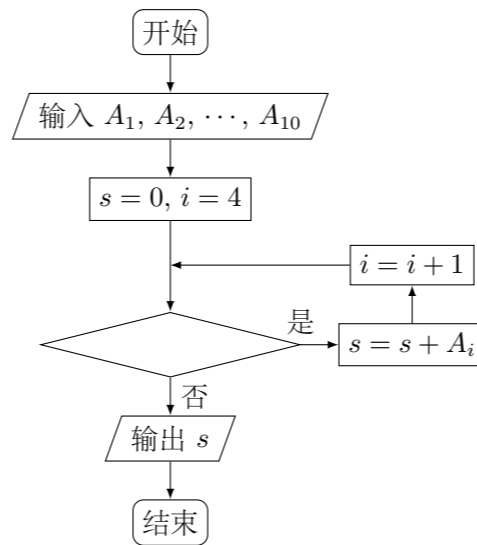 开始
输入 A₁, A₂, ⋯, A₁₀
s = 0, i = 4
i = i + 1
是
s = s + Aᵢ
否
输出 s
结束